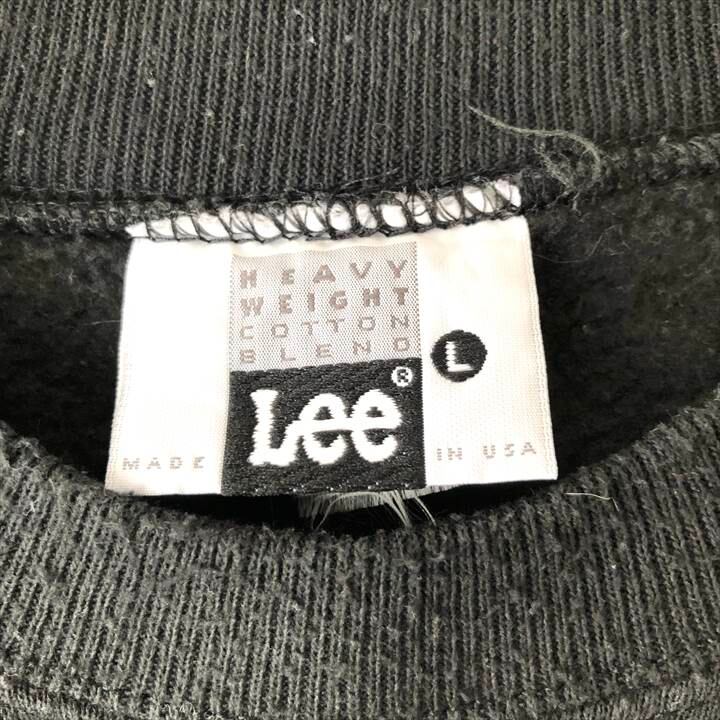 HEAVY
WEIGHT
COTTON
BLEND
L
Lee®
MADE IN USA